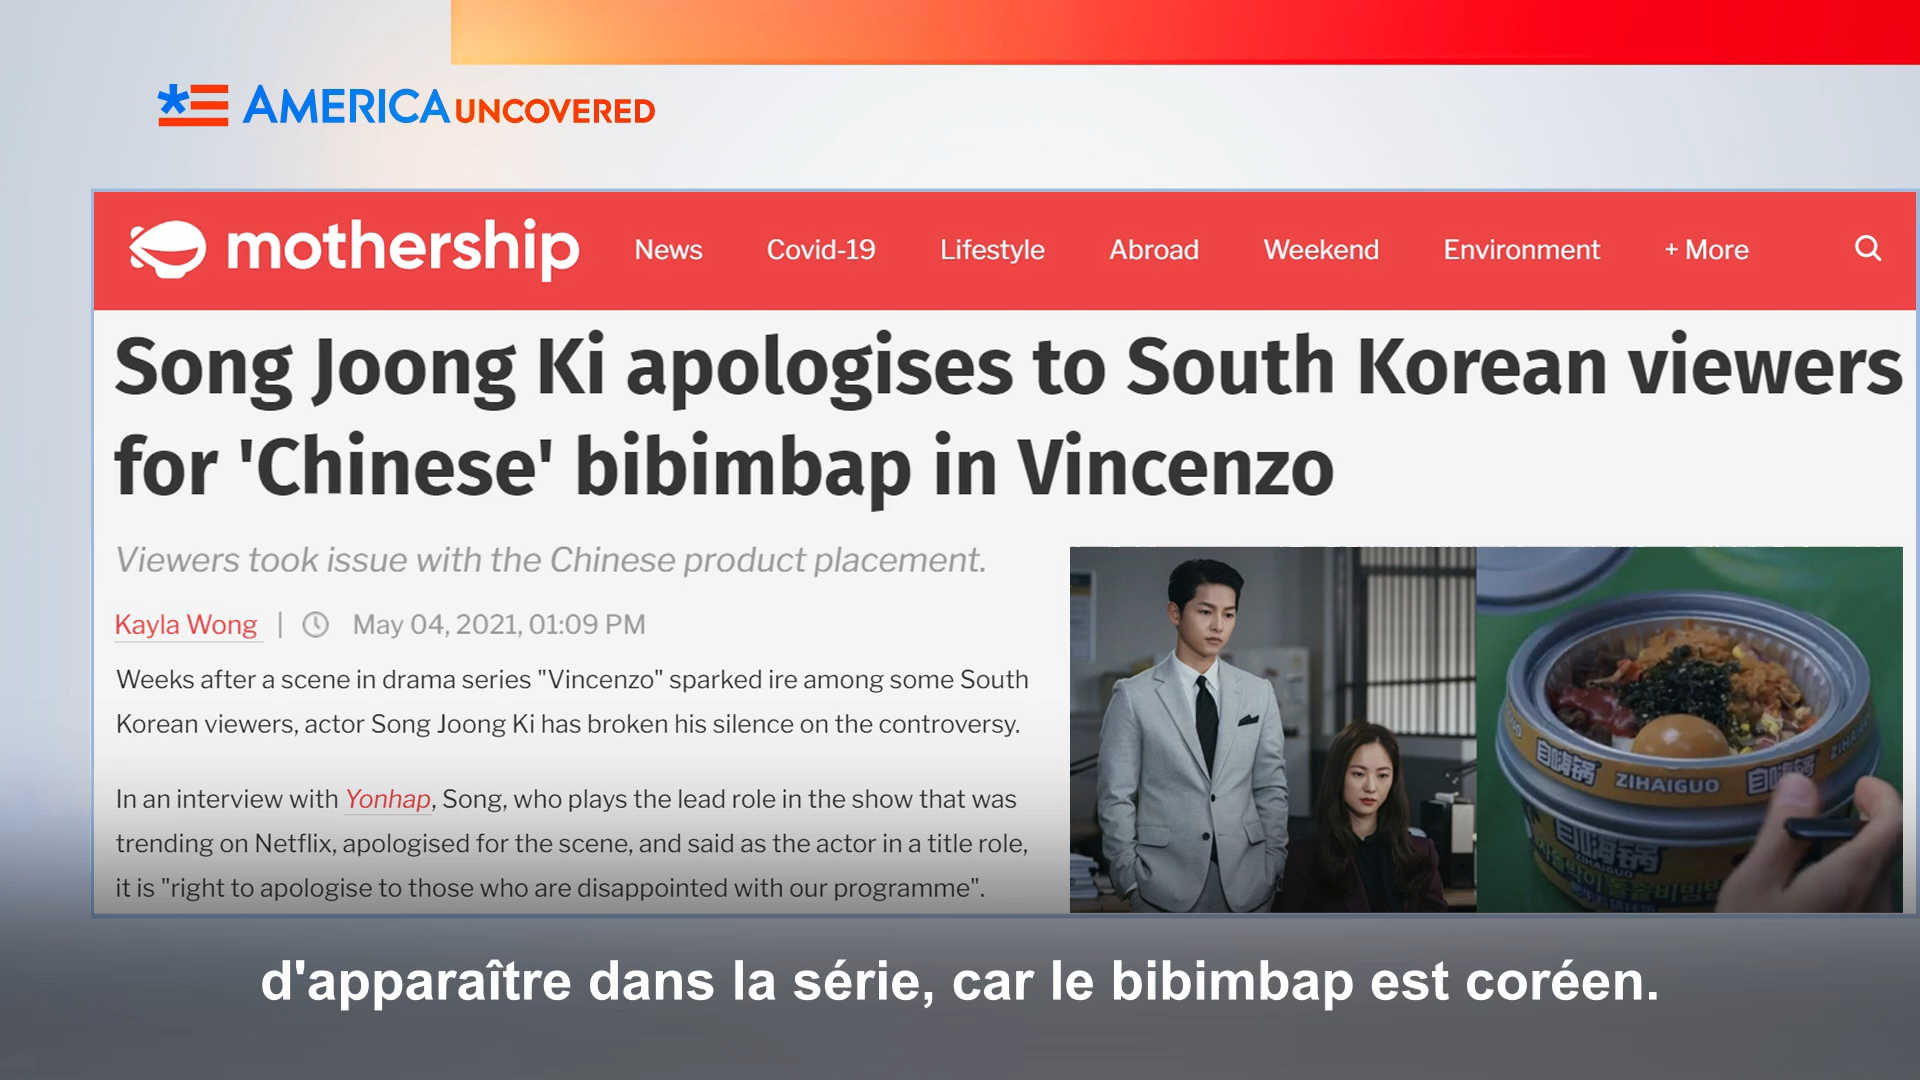 AMERICA UNCOVERED
mothership
News Covid-19 Lifestyle Abroad Weekend Environment + More
Song Joong Ki apologises to South Korean viewers
for 'Chinese' bibimbap in Vincenzo
Viewers took issue with the Chinese product placement.
Kayla Wong | May 04, 2021, 01:09 PM
Weeks after a scene in drama series "Vincenzo" sparked ire among some South
Korean viewers, actor Song Joong Ki has broken his silence on the controversy.
In an interview with Yonhap, Song, who plays the lead role in the show that was
trending on Netflix, apologised for the scene, and said as the actor in a title role,
it is "right to apologise to those who are disappointed with our programme".
自嗨锅 ZIHAIGUO 自嗨锅
自嗨锅
ZIHAIGUO
d'apparaître dans la série, car le bibimbap est coréen.